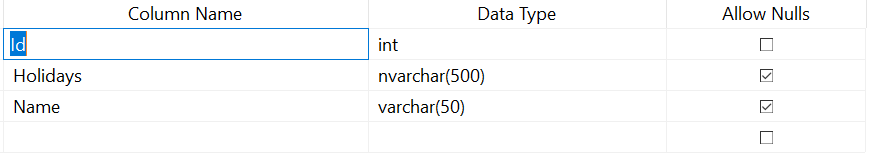 Column Name Data Type Allow Nulls
Id int
Holidays nvarchar(500)
Name varchar(50)